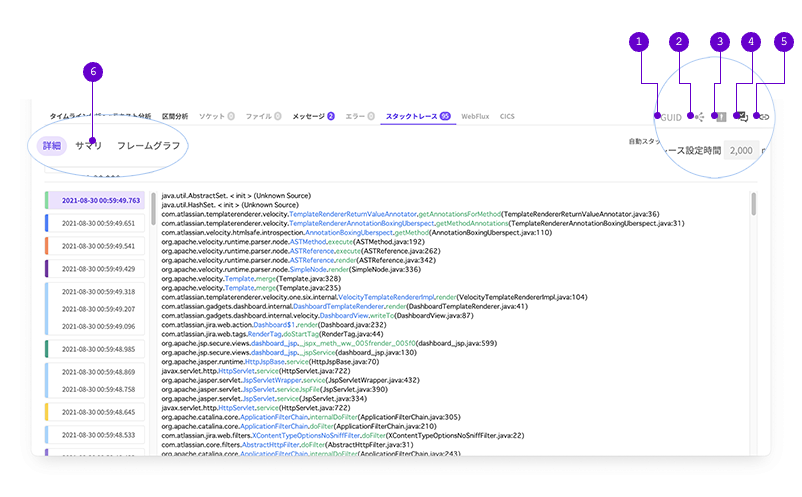 1 2 3 4 5
6
区間分析 ソケット 0 ファイル 0 メッセージ 2 エラー 0 スタックトレース 95 WebFlux CICS
GUID
詳細 サマリ フレームグラフ
自動スタッ
ース設定時間 2,000
2021-08-30 00:59:49.763
2021-08-30 00:59:49.651
2021-08-30 00:59:49.541
2021-08-30 00:59:49.429
2021-08-30 00:59:49.318
2021-08-30 00:59:49.207
2021-08-30 00:59:49.096
2021-08-30 00:59:48.985
2021-08-30 00:59:48.869
2021-08-30 00:59:48.758
2021-08-30 00:59:48.645
2021-08-30 00:59:48.533
java.util.AbstractSet. < init > (Unknown Source)
java.util.HashSet. < init > (Unknown Source)
com.atlassian.templaterenderer.velocity.TemplateRendererReturnValueAnnotator.getAnnotationsForMethod(TemplateRendererReturnValueAnnotator.java:36)
com.atlassian.templaterenderer.velocity.TemplateRendererAnnotationBoxingUberspect.getMethodAnnotations(TemplateRendererAnnotationBoxingUberspect.java:31)
com.atlassian.velocity.htmlsafe.introspection.AnnotationBoxingUberspect.getMethod(AnnotationBoxingUberspect.java:110)
org.apache.velocity.runtime.parser.node.ASTMethod.execute(ASTMethod.java:192)
org.apache.velocity.runtime.parser.node.ASTReference.execute(ASTReference.java:262)
org.apache.velocity.runtime.parser.node.ASTReference.render(ASTReference.java:342)
org.apache.velocity.runtime.parser.node.SimpleNode.render(SimpleNode.java:336)
org.apache.velocity.Template.merge(Template.java:328)
org.apache.velocity.Template.merge(Template.java:235)
com.atlassian.templaterenderer.velocity.one.six.internal.VelocityTemplateRendererImpl.render(VelocityTemplateRendererImpl.java:104)
com.atlassian.gadgets.dashboard.internal.DashboardTemplateRenderer.render(DashboardTemplateRenderer.java:41)
com.atlassian.gadgets.dashboard.internal.velocity.DashboardView.writeTo(DashboardView.java:87)
com.atlassian.jira.web.action.Dashboard$1.render(Dashboard.java:232)
com.atlassian.jira.web.tags.RenderTag.doStartTag(RenderTag.java:44)
org.apache.jsp.secure.views.dashboard_jsp._jspx_meth_ww_005frender_005f0(dashboard_jsp.java:599)
org.apache.jsp.secure.views.dashboard_jsp._jspService(dashboard_jsp.java:130)
org.apache.jasper.runtime.HttpJspBase.service(HttpJspBase.java:70)
javax.servlet.http.HttpServlet.service(HttpServlet.java:722)
org.apache.jasper.servlet.JspServletWrapper.service(JspServletWrapper.java:432)
org.apache.jasper.servlet.JspServlet.serviceJspFile(JspServlet.java:390)
org.apache.jasper.servlet.JspServlet.service(JspServlet.java:334)
javax.servlet.http.HttpServlet.service(HttpServlet.java:722)
org.apache.catalina.core.ApplicationFilterChain.internalDoFilter(ApplicationFilterChain.java:305)
org.apache.catalina.core.ApplicationFilterChain.doFilter(ApplicationFilterChain.java:210)
com.atlassian.jira.web.filters.XContentTypeOptionsNoSniffFilter.doFilter(XContentTypeOptionsNoSniffFilter.java:22)
com.atlassian.core.filters.AbstractHttpFilter.doFilter(AbstractHttpFilter.java:31)
org.apache.catalina.core.ApplicationFilterChain.internalDoFilter(ApplicationFilterChain.java:243)